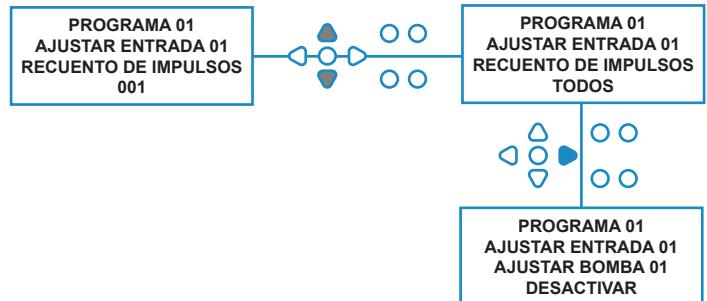 PROGRAMA 01
AJUSTAR ENTRADA 01
RECUENTO DE IMPULSOS
001
PROGRAMA 01
AJUSTAR ENTRADA 01
RECUENTO DE IMPULSOS
TODOS
PROGRAMA 01
AJUSTAR ENTRADA 01
AJUSTAR BOMBA 01
DESACTIVAR